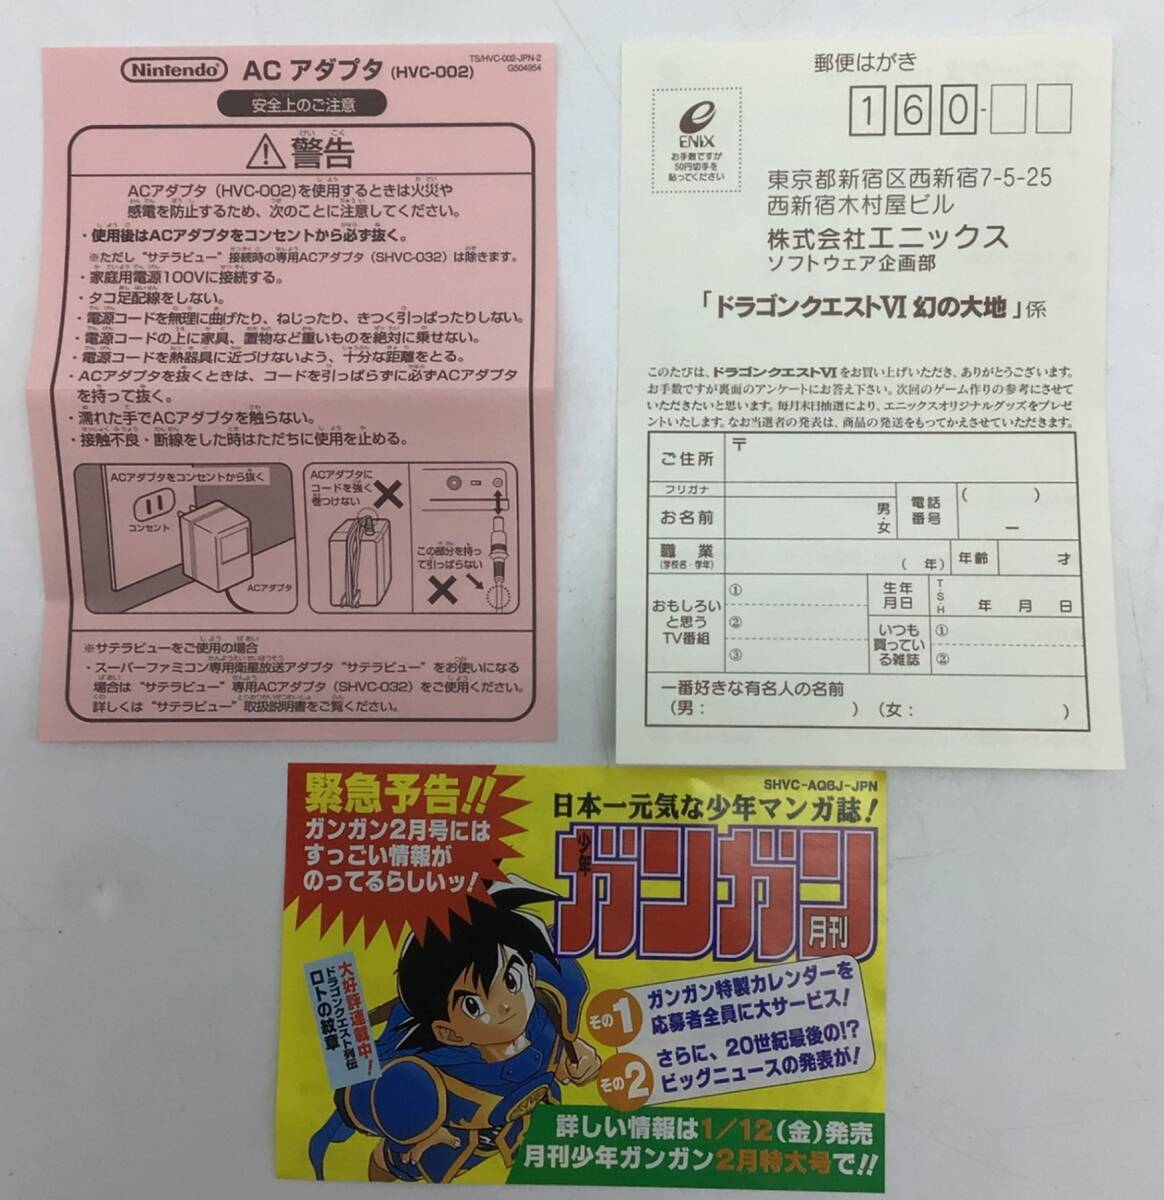 Nintendo ACアダプタ(HVC-002)
TS/HVC-002-JPN-2
G504954
安全上のご注意
警告
ACアダプタ(HVC-002)を使用するときは火災や
感電を防止するため、次のことに注意してください。
・使用後はACアダプタをコンセントから必ず抜く。
※ただし“サテラビュー”接続時の専用ACアダプタ(SHVC-032)は除きます。
・家庭用電源100Vに接続する。
・タコ足配線をしない。
・電源コードを無理に曲げたり、ねじったり、きつく引っぱったりしない。
・電源コードの上に家具、置物など重いものを絶対に乗せない。
・電源コードを熱器具に近づけないよう、十分な距離をとる。
・ACアダプタを抜くときは、コードを引っぱらずに必ずACアダプタ
を持って抜く。
・濡れた手でACアダプタを触らない。
・接触不良・断線をした時はただちに使用を止める。
ACアダプタをコンセントから抜く
コンセント
ACアダプタ
ACアダプタに
コードを強く
巻つけない
この部分を持っ
て引っぱらない
※サテラビューをご使用の場合
・スーパーファミコン専用衛星放送アダプタ“サテラビュー”をお使いになる
場合は“サテラビュー”専用ACアダプタ(SHVC-032)をご使用ください。
詳しくは“サテラビュー”取扱説明書をご覧ください。
郵便はがき
ENIX
お手数ですが
50円切手を
貼ってください
160-
東京都新宿区西新宿7-5-25
西新宿木村屋ビル
株式会社エニックス
ソフトウェア企画部
「ドラゴンクエストVI 幻の大地」係
このたびは、ドラゴンクエストVIをお買い上げいただき、ありがとうございます。
お手数ですが裏面のアンケートにお答え下さい。次回のゲーム作りの参考にさせて
いただきたいと思います。毎月末日抽選により、エニックスオリジナルグッズをプレゼ
ントいたします。なお当選者の発表は、商品の発送をもってかえさせていただきます。
ご住所 〒
フリガナ
お名前 男・女 電話番号 ( ) ー
職業 (学校名・学年) ( 年) 年齢 才
おもしろい
と思う
TV番組
①
②
③
生年
月日
T・S・H 年 月 日
いつも
買ってい
る雑誌
①
②
一番好きな有名人の名前
(男: ) (女: )
SHVC-AQ6J-JPN
緊急予告!!
ガンガン2月号には
すっごい情報が
のってるらしいッ!
日本一元気な少年マンガ誌!
少年ガンガン
月刊
大好評連載中!
ドラゴンクエスト列伝
ロトの紋章
その1 ガンガン特製カレンダーを
応募者全員に大サービス!
その2 さらに、20世紀最後の!?
ビッグニュースの発表が!
詳しい情報は1/12(金)発売
月刊少年ガンガン2月特大号で!!